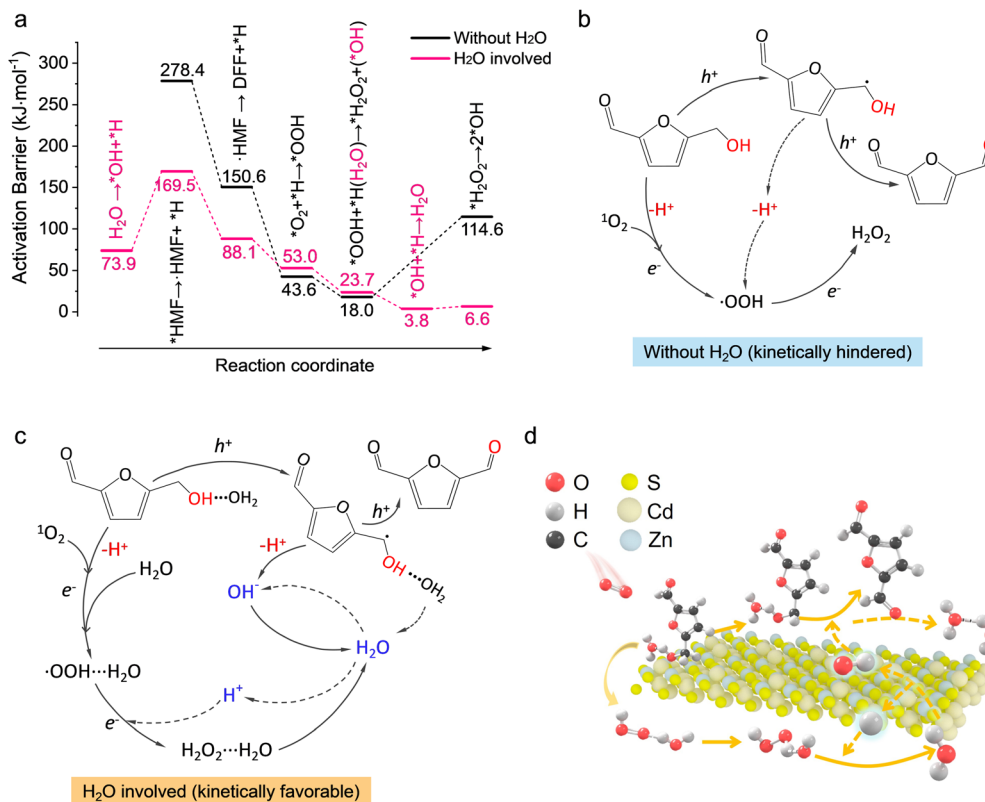 a
Activation Barrier (kJ·mol⁻¹)
300
250
200
150
100
50
0
Without H₂O
H₂O involved
H₂O→*OH+*H
73.9
278.4
169.5
*HMF→·HMF+ *H
·HMF → DFF+*H
150.6
88.1
*O₂+*H→*OOH
53.0
43.6
*OOH+*H(H₂O)→*H₂O₂+(*OH)
23.7
18.0
*OH+*H→H₂O
3.8
*H₂O₂→2*OH
114.6
6.6
Reaction coordinate
b
O
O
OH
h⁺
O
O
·
OH
h⁺
O
O
O
-H⁺
-H⁺
¹O₂
e⁻
·OOH
e⁻
H₂O₂
Without H₂O (kinetically hindered)
c
O
O
OH···OH₂
h⁺
O
O
·
OH···OH₂
h⁺
O
O
O
¹O₂
-H⁺
e⁻
H₂O
-H⁺
OH⁻
H₂O
·OOH···H₂O
H⁺
e⁻
H₂O₂···H₂O
H₂O involved (kinetically favorable)
d
O
S
H
Cd
C
Zn